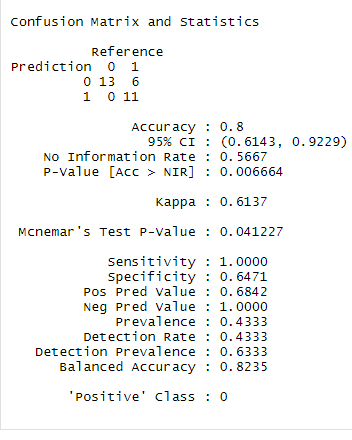 Confusion Matrix and Statistics
Reference
Prediction 0 1
0 13 6
1 0 11
Accuracy : 0.8
95% CI : (0.6143, 0.9229)
No Information Rate : 0.5667
P-Value [Acc > NIR] : 0.006664
Kappa : 0.6137
Mcnemar's Test P-Value : 0.041227
Sensitivity : 1.0000
Specificity : 0.6471
Pos Pred Value : 0.6842
Neg Pred Value : 1.0000
Prevalence : 0.4333
Detection Rate : 0.4333
Detection Prevalence : 0.6333
Balanced Accuracy : 0.8235
'Positive' Class : 0